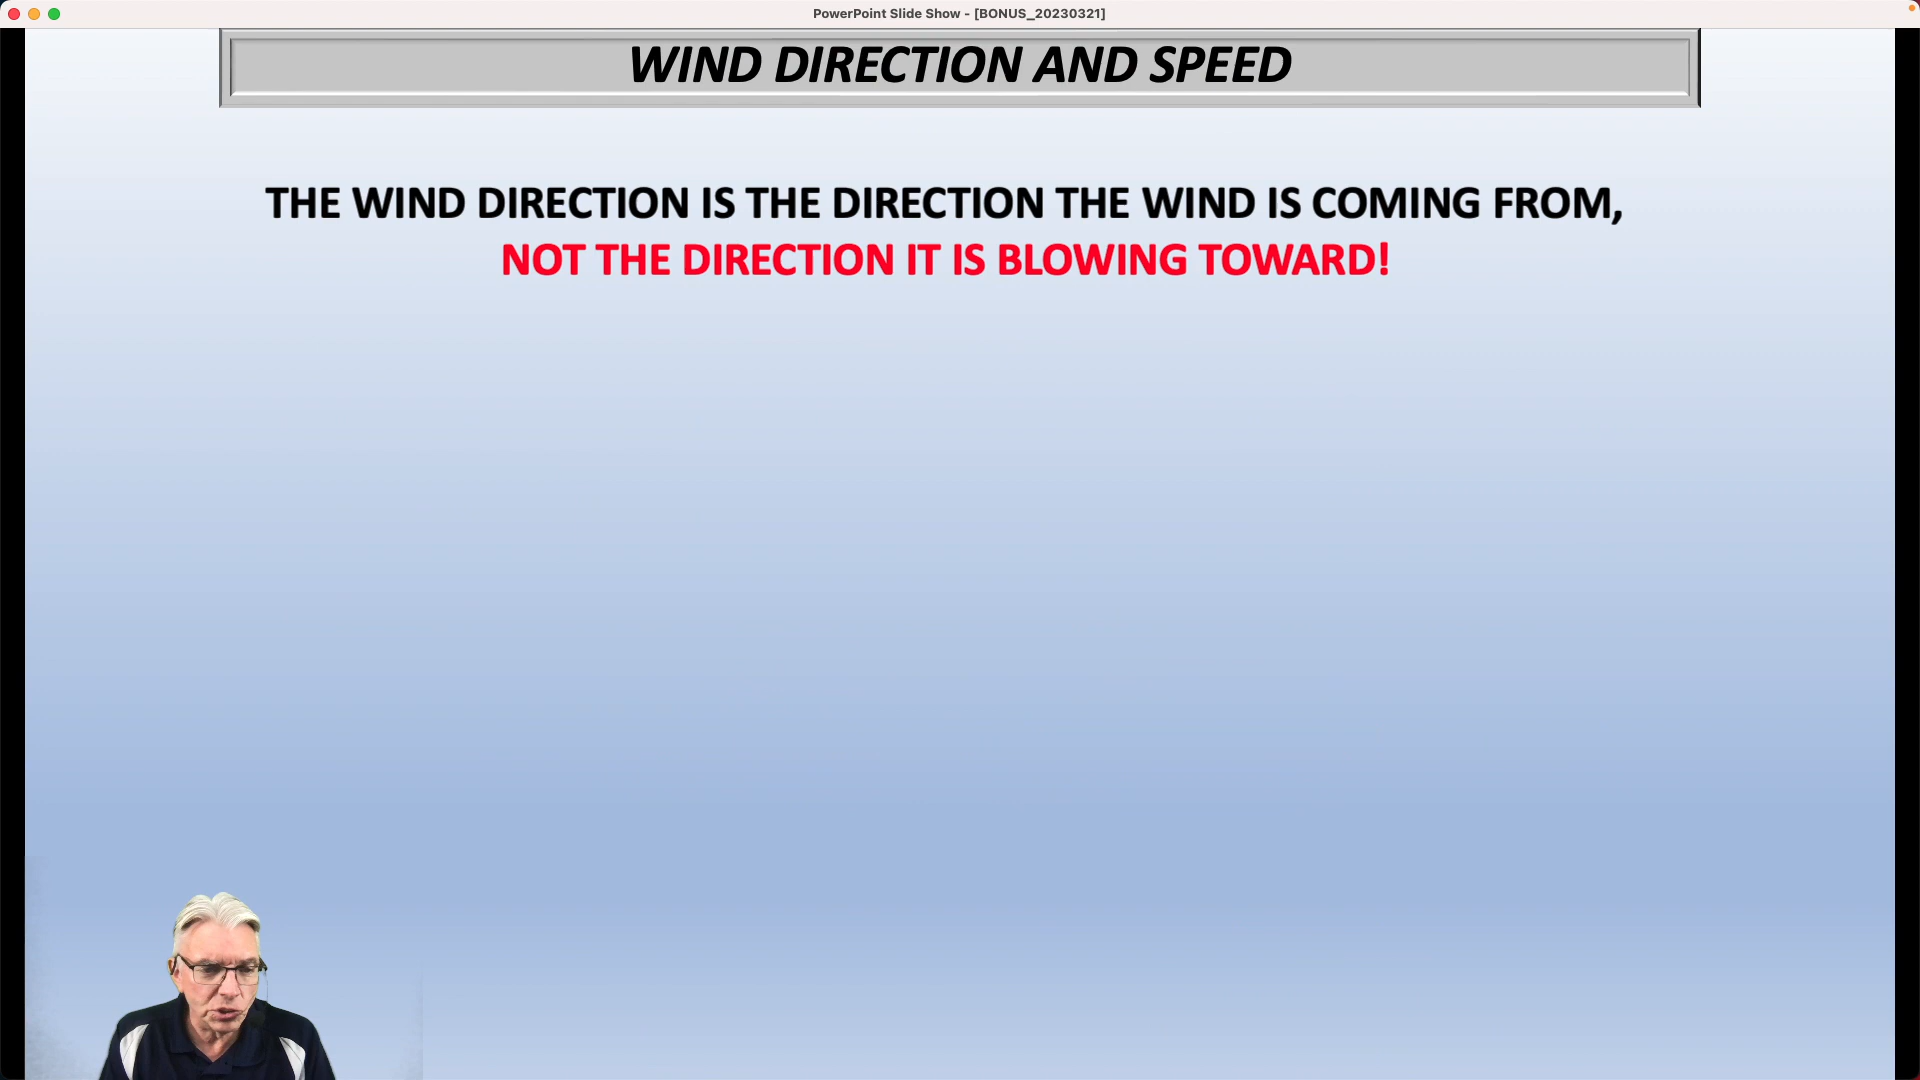 PowerPoint Slide Show - [BONUS_20230321]
WIND DIRECTION AND SPEED
THE WIND DIRECTION IS THE DIRECTION THE WIND IS COMING FROM,
NOT THE DIRECTION IT IS BLOWING TOWARD!